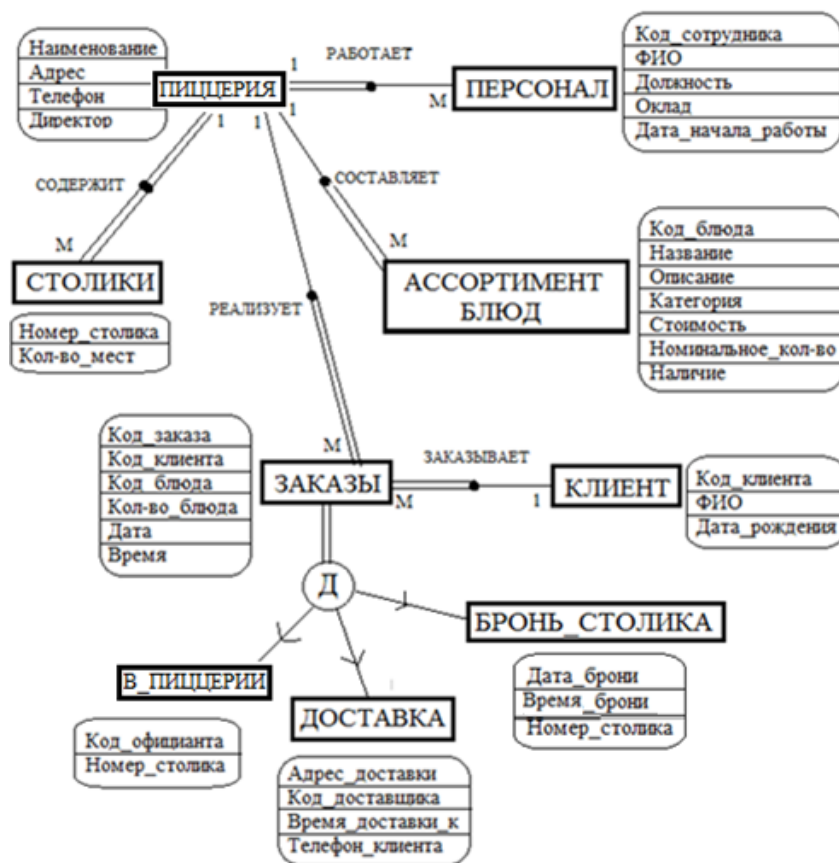 Наименование
Адрес
Телефон
Директор
ПИЦЦЕРИЯ
1
РАБОТАЕТ
М
ПЕРСОНАЛ
Код_сотрудника
ФИО
Должность
Оклад
Дата_начала_работы
1
1
1
СОДЕРЖИТ
М
СТОЛИКИ
Номер_столика
Кол-во_мест
СОСТАВЛЯЕТ
М
АССОРТИМЕНТ
БЛЮД
Код_блюда
Название
Описание
Категория
Стоимость
Номинальное_кол-во
Наличие
РЕАЛИЗУЕТ
М
Код_заказа
Код_клиента
Код_блюда
Кол-во_блюда
Дата
Время
ЗАКАЗЫ
ЗАКАЗЫВАЕТ
М
1
КЛИЕНТ
Код_клиента
ФИО
Дата_рождения
Д
В_ПИЦЦЕРИИ
Код_официанта
Номер_столика
ДОСТАВКА
Адрес_доставки
Код_доставщика
Время_доставки_к
Телефон_клиента
БРОНЬ_СТОЛИКА
Дата_брони
Время_брони
Номер_столика